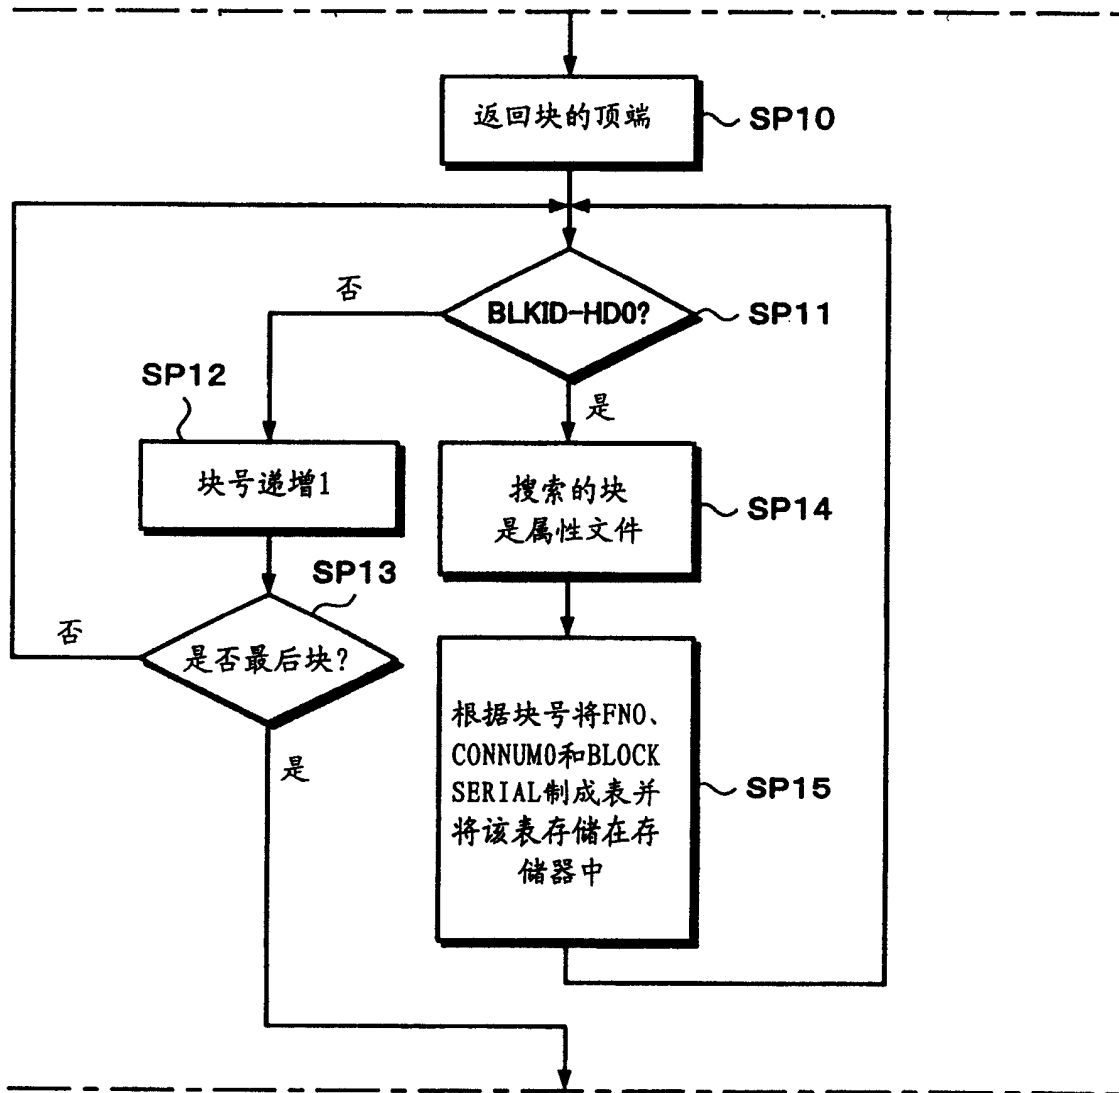 返回块的顶端
SP10
否
BLKID-HD0?
SP11
SP12
是
块号递增1
搜索的块
是属性文件
SP14
SP13
否
是否最后块?
是
根据块号将FN0、
CONNUM0和BLOCK
SERIAL制成表并
将该表存储在存
储器中
SP15